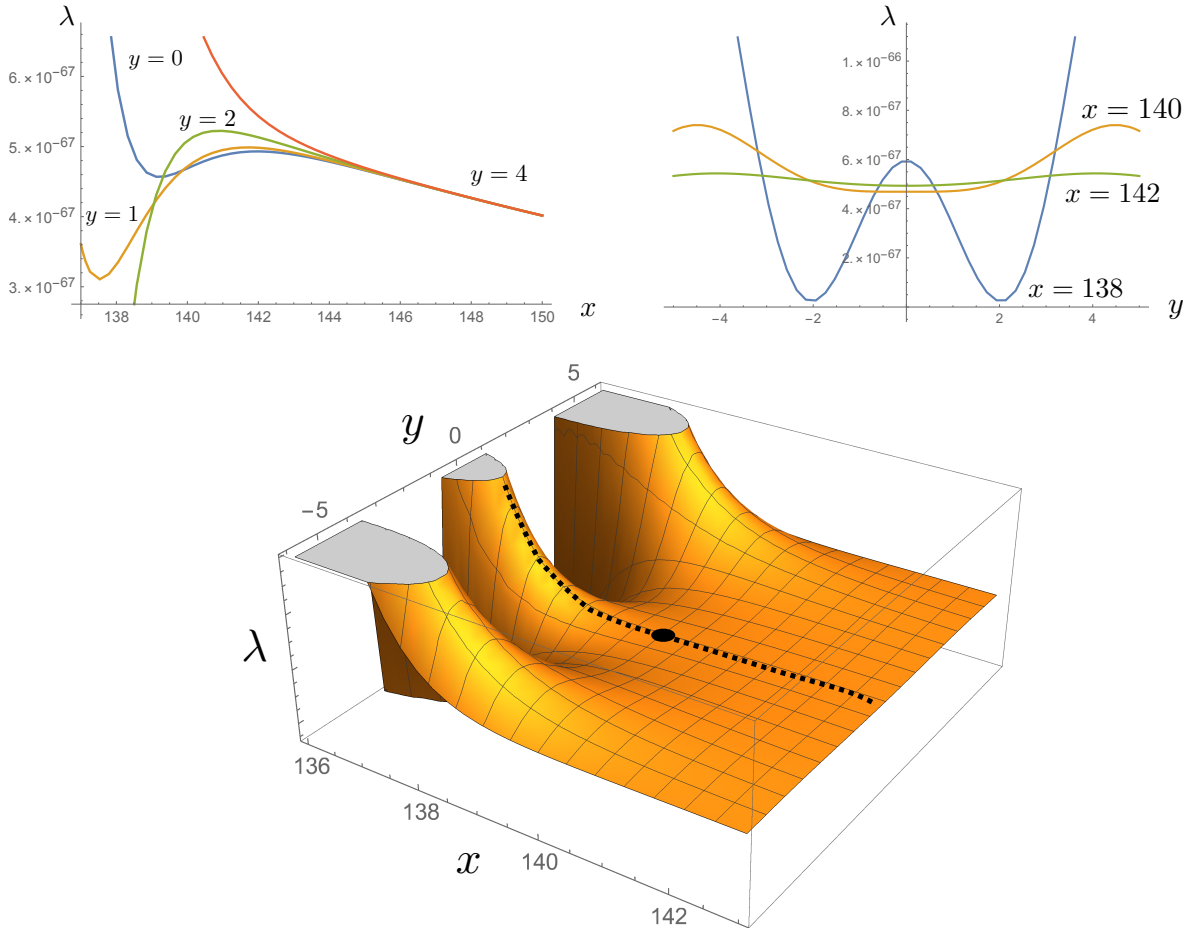 λ
y = 0
6. × 10⁻⁶⁷
y = 2
5. × 10⁻⁶⁷
y = 4
y = 1
4. × 10⁻⁶⁷
3. × 10⁻⁶⁷
138 140 142 144 146 148 150
x
λ
1. × 10⁻⁶⁶
x = 140
8. × 10⁻⁶⁷
6. × 10⁻⁶⁷
x = 142
4. × 10⁻⁶⁷
2. × 10⁻⁶⁷
x = 138
−4 −2 2 4
y
5
y
0
−5
λ
136
138
x
140
142